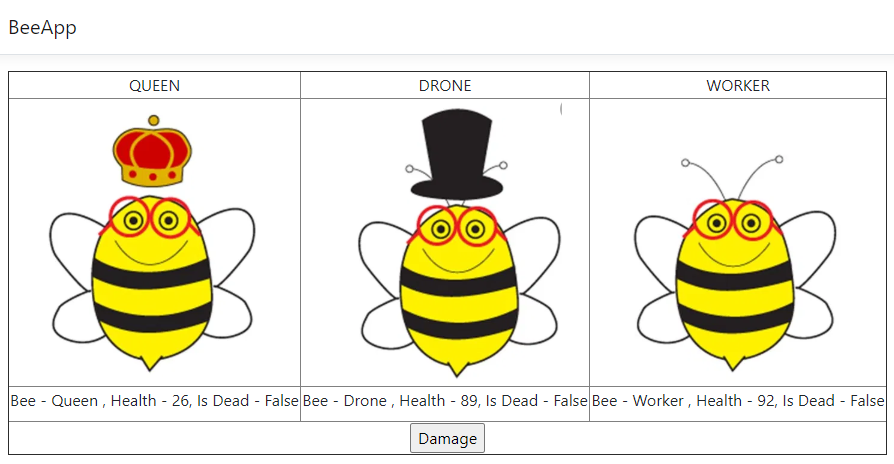 BeeApp
QUEEN DRONE WORKER
Bee - Queen , Health - 26, Is Dead - False Bee - Drone , Health - 89, Is Dead - False Bee - Worker , Health - 92, Is Dead - False
Damage